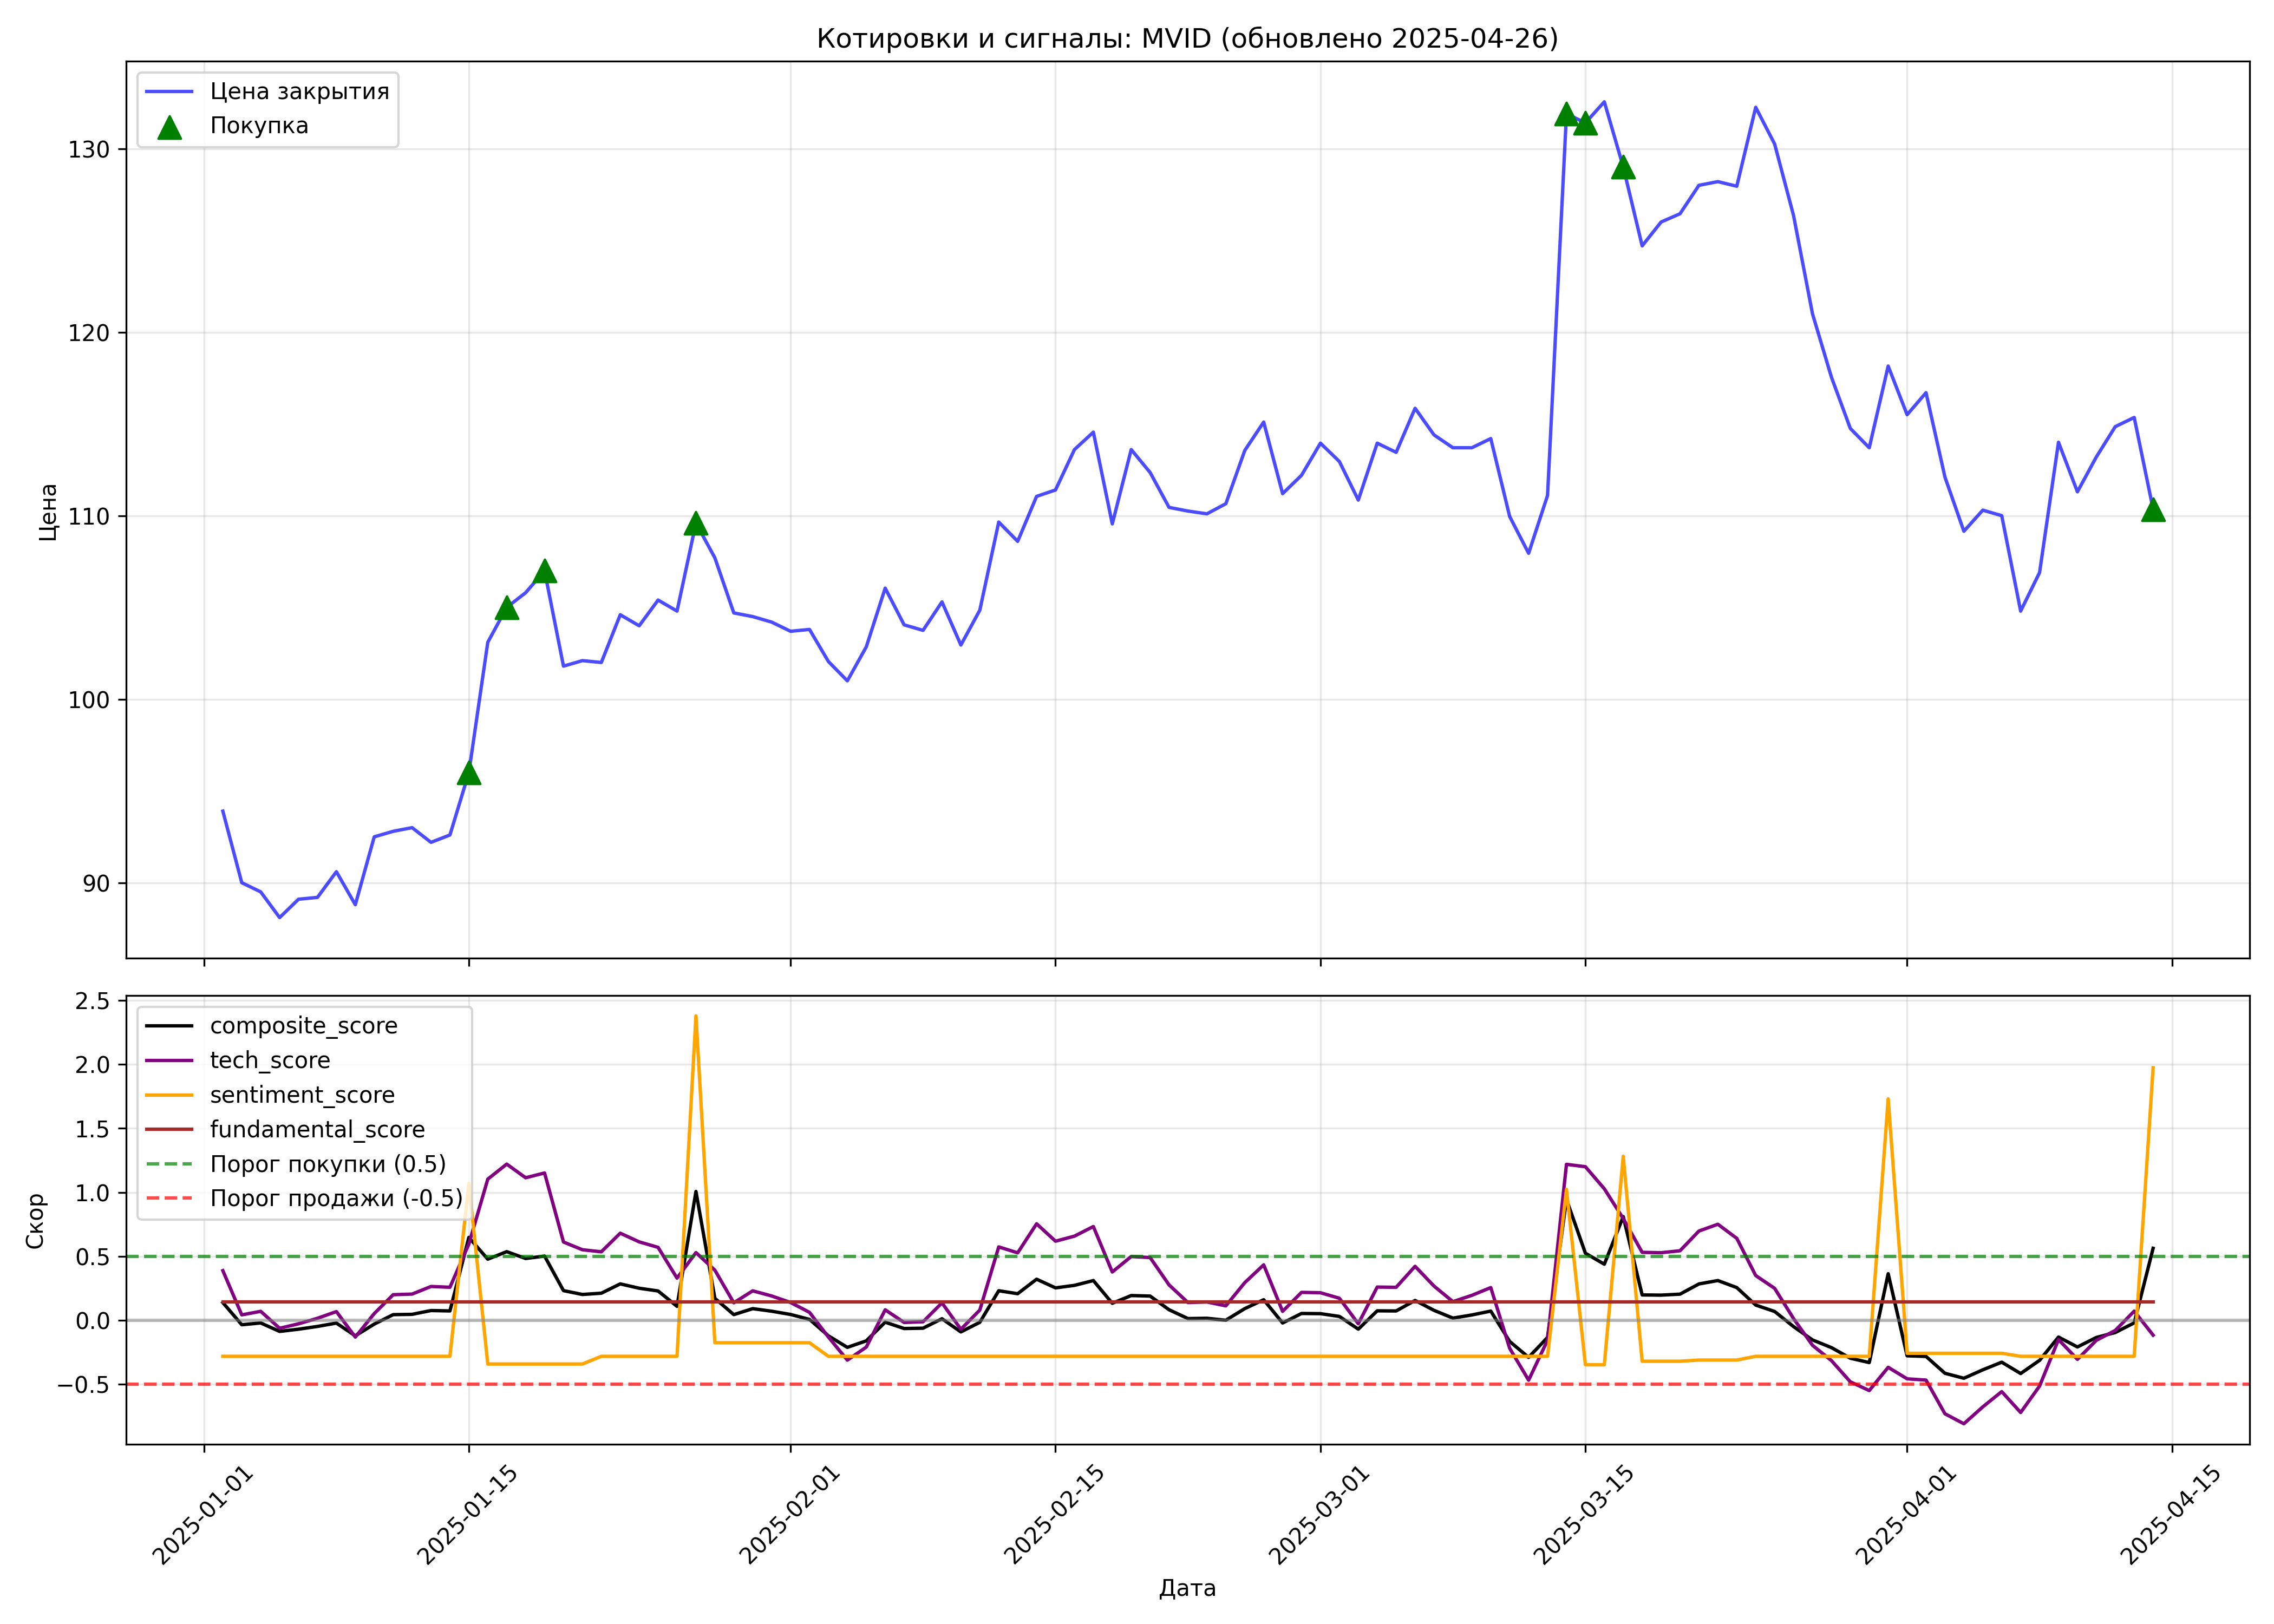 Котировки и сигналы: MVID (обновлено 2025-04-26)
Цена закрытия
Покупка
130
120
110
100
90
Цена
2.5
2.0
1.5
1.0
0.5
0.0
−0.5
Скор
composite_score
tech_score
sentiment_score
fundamental_score
Порог покупки (0.5)
Порог продажи (-0.5)
2025-01-01
2025-01-15
2025-02-01
2025-02-15
2025-03-01
2025-03-15
2025-04-01
2025-04-15
Дата